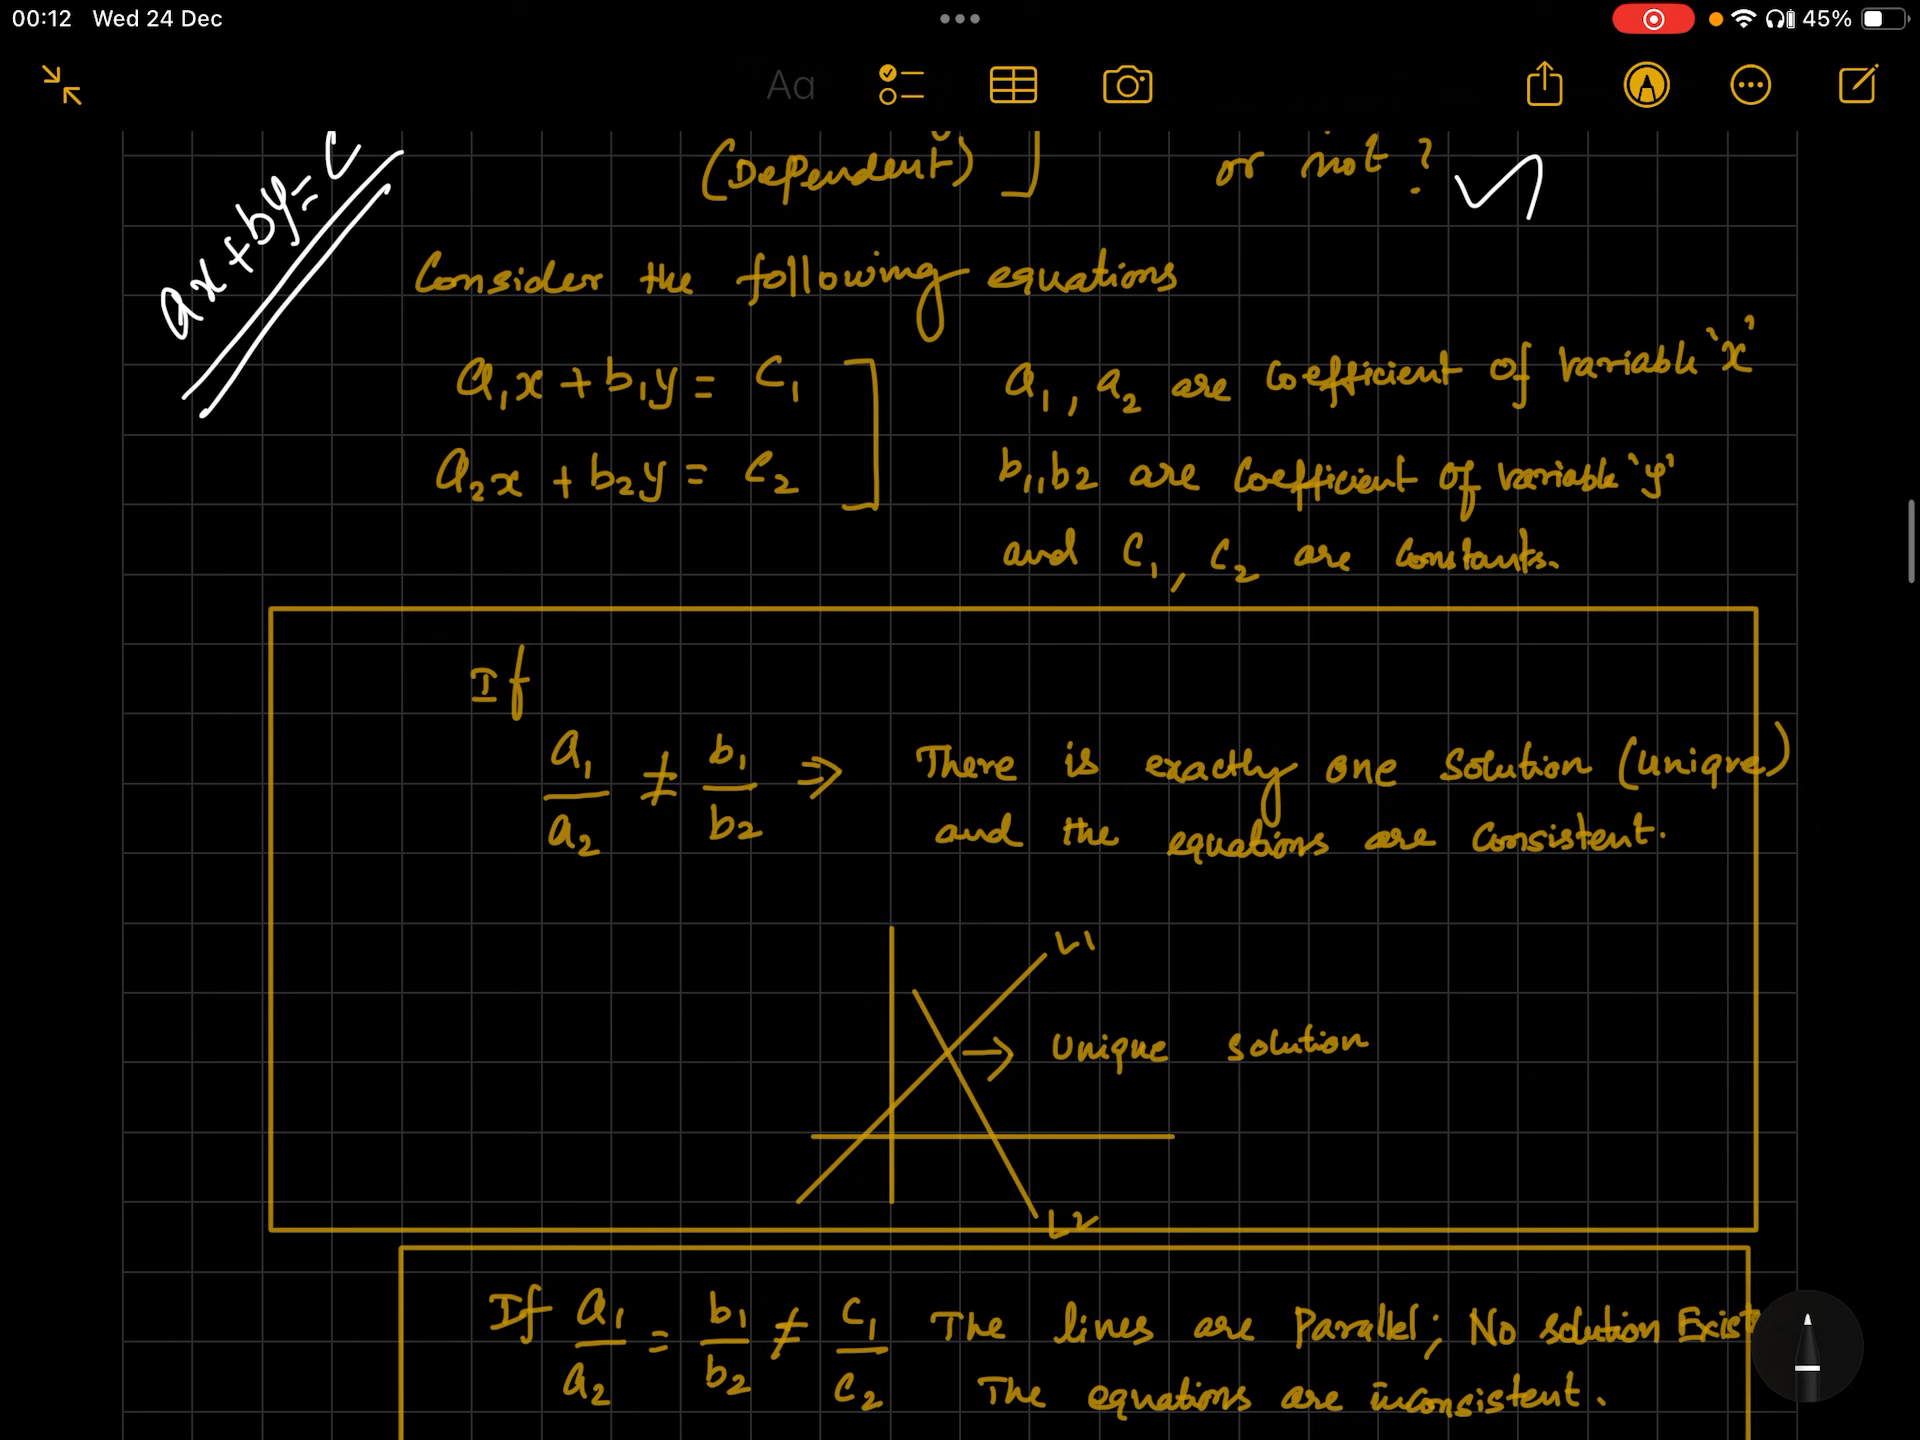 00:12 Wed 24 Dec
45%
Aa
(Dependent) or not ?
ax + by = c
Consider the following equations
a₁x + b₁y = c₁
a₁, a₂ are coefficient of variable 'x'
a₂x + b₂y = c₂
b₁, b₂ are coefficient of variable 'y'
and c₁, c₂ are constants.
If
a₁/a₂ ≠ b₁/b₂ ⇒ There is exactly one solution (unique)
and the equations are consistent.
L1
→ Unique solution
L2
If a₁/a₂ = b₁/b₂ ≠ c₁/c₂ The lines are Parallel; No solution Exist
The equations are inconsistent.